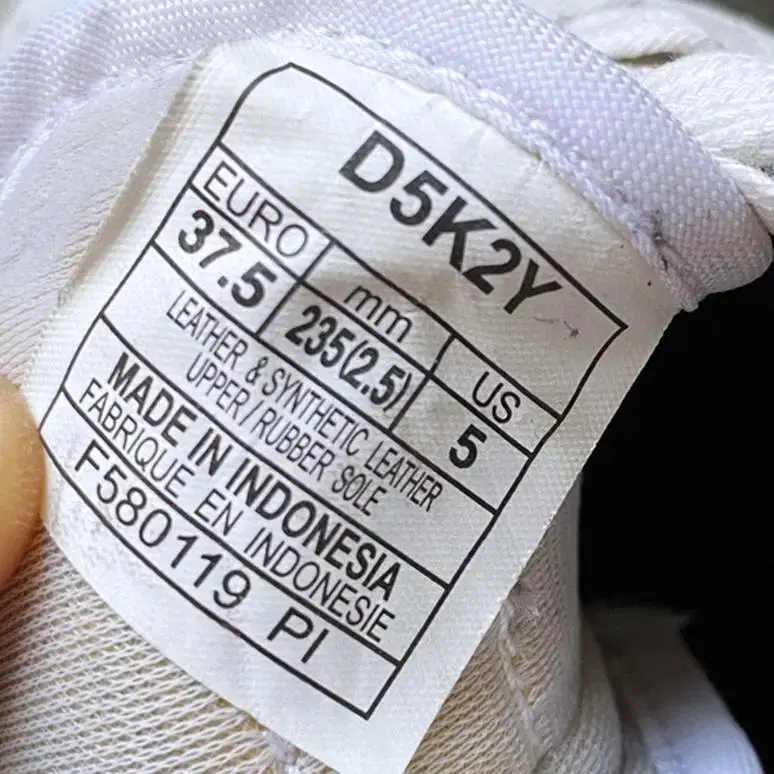 D5K2Y
EURO mm US
37.5 235(2.5) 5
LEATHER & SYNTHETIC LEATHER
UPPER/RUBBER SOLE
MADE IN INDONESIA
FABRIQUE EN INDONESIE
F580119 PI